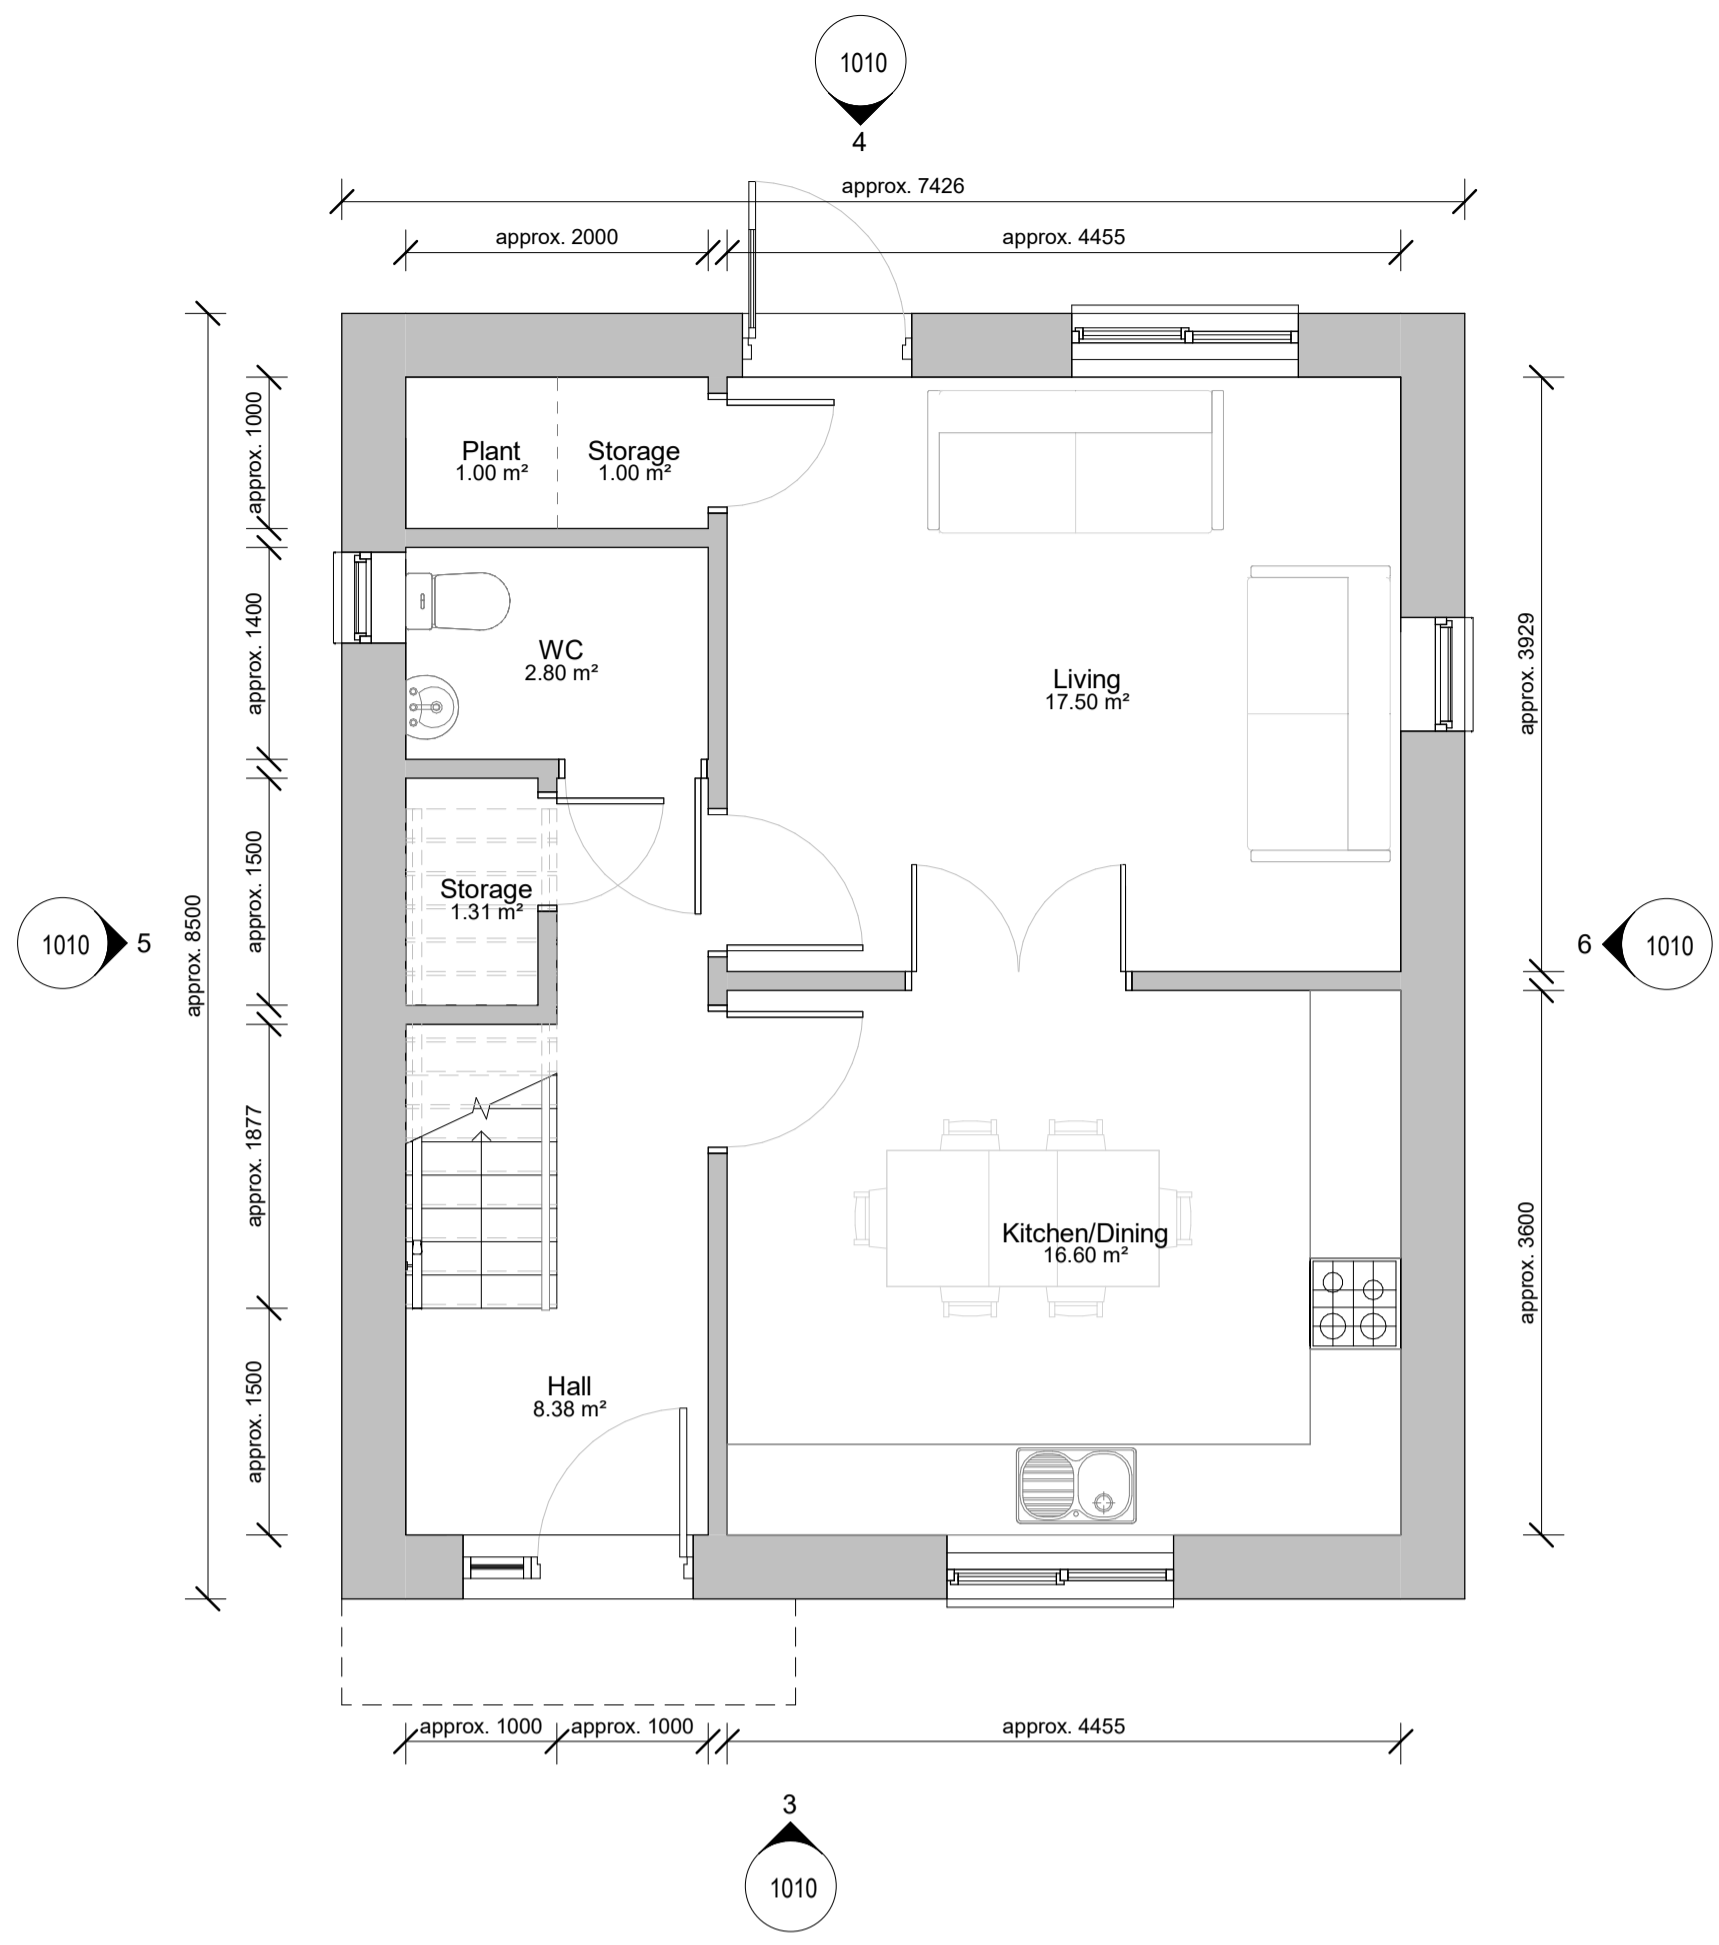 1010
4
approx. 7426
approx. 2000
approx. 4455
approx. 1000
Plant
1.00 m²
Storage
1.00 m²
approx. 1400
WC
2.80 m²
Living
17.50 m²
approx. 3929
approx. 1500
Storage
1.31 m²
approx. 8500
1010
5
6
1010
approx. 1877
Kitchen/Dining
16.60 m²
approx. 3600
approx. 1500
Hall
8.38 m²
approx. 1000
approx. 1000
approx. 4455
3
1010